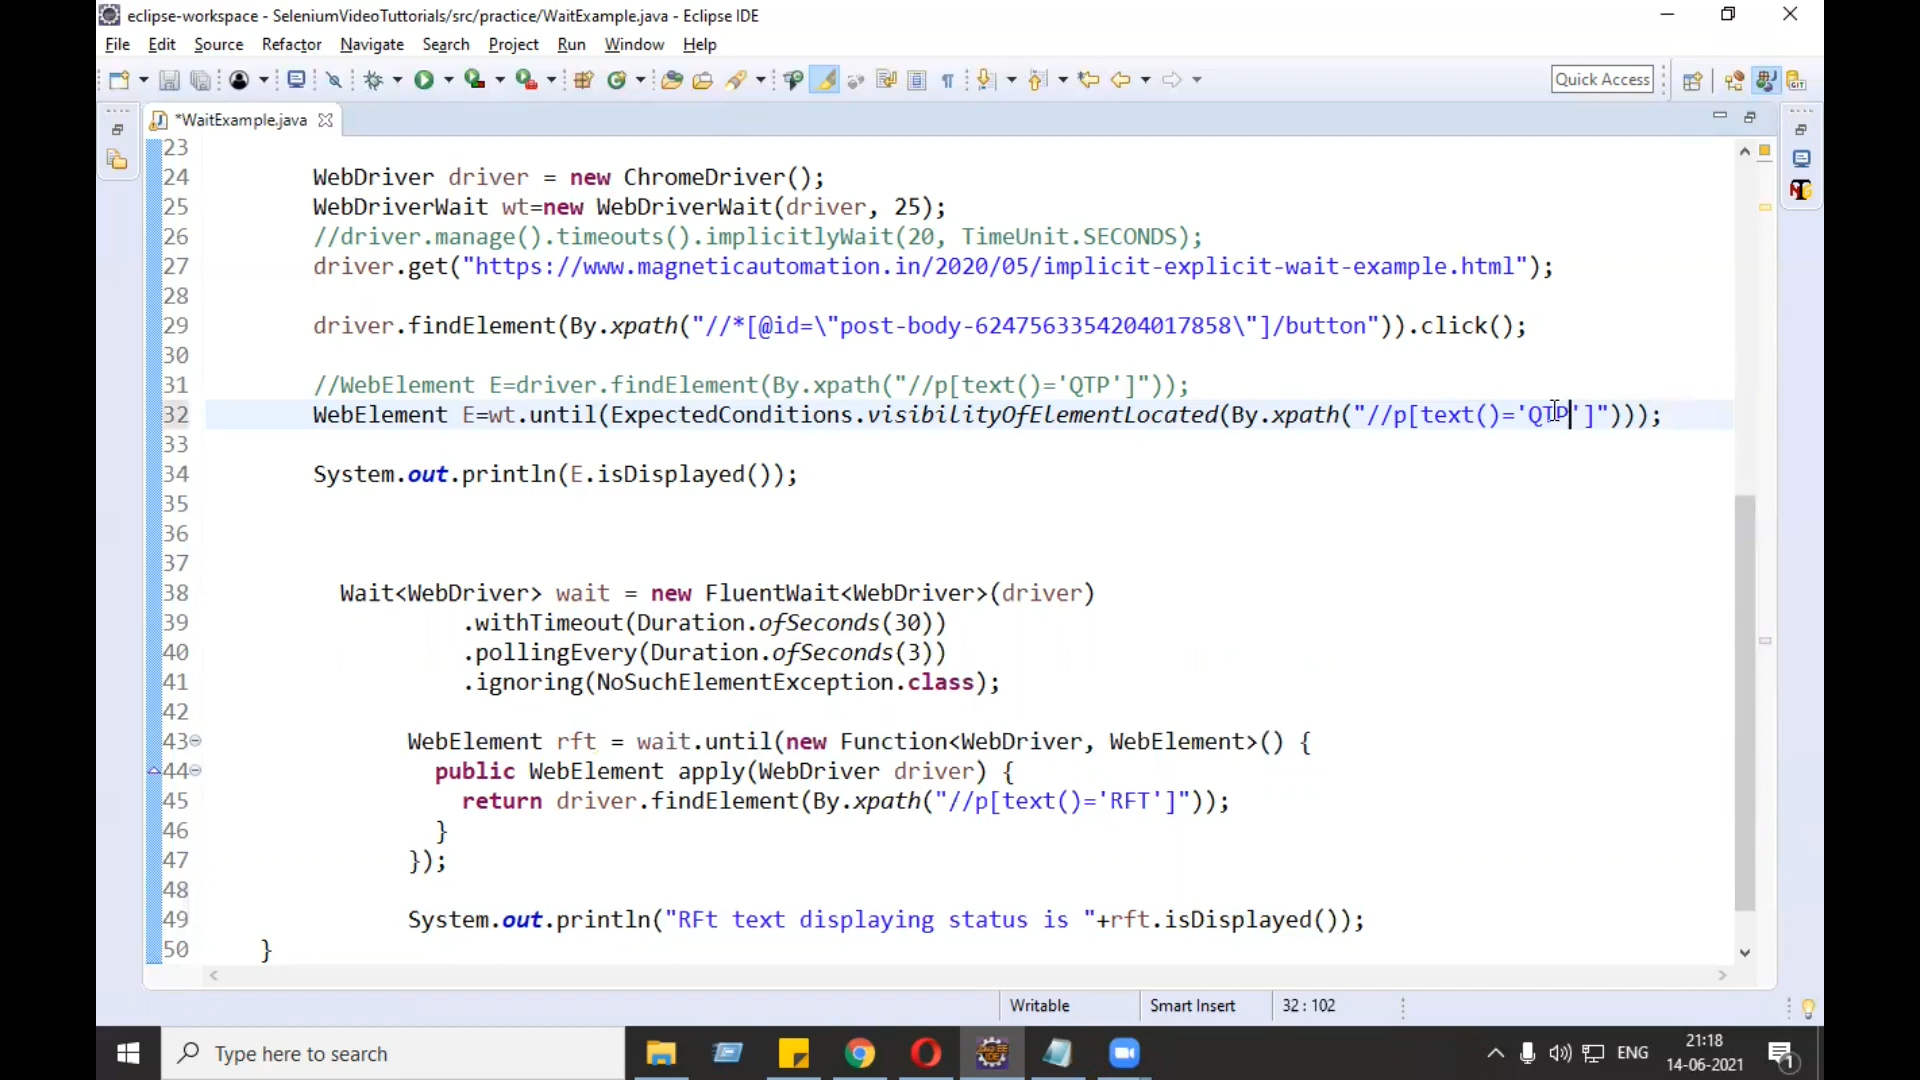 eclipse-workspace - SeleniumVideoTuttorials/src/practice/WaitExample.java - Eclipse IDE
File Edit Source Refactor Navigate Search Project Run Window Help
Quick Access
*WaitExample.java
23
24 WebDriver driver = new ChromeDriver();
25 WebDriverWait wt=new WebDriverWait(driver, 25);
26 //driver.manage().timeouts().implicitlyWait(20, TimeUnit.SECONDS);
27 driver.get("https://www.magneticautomation.in/2020/05/implicit-explicit-wait-example.html");
28
29 driver.findElement(By.xpath("//*[@id=\"post-body-6247563354204017858\"]/button")).click();
30
31 //WebElement E=driver.findElement(By.xpath("//p[text()='QTP']"));
32 WebElement E=wt.until(ExpectedConditions.visibilityOfElementLocated(By.xpath("//p[text()='QTP']")));
33
34 System.out.println(E.isDisplayed());
35
36
37
38 Wait<WebDriver> wait = new FluentWait<WebDriver>(driver)
39 .withTimeout(Duration.ofSeconds(30))
40 .pollingEvery(Duration.ofSeconds(3))
41 .ignoring(NoSuchElementException.class);
42
43 WebElement rft = wait.until(new Function<WebDriver, WebElement>() {
44 public WebElement apply(WebDriver driver) {
45 return driver.findElement(By.xpath("//p[text()='RFT']"));
46 }
47 });
48
49 System.out.println("RFt text displaying status is "+rft.isDisplayed());
50 }
Writable Smart Insert 32 : 102
Type here to search
ENG
21:18
14-06-2021
1